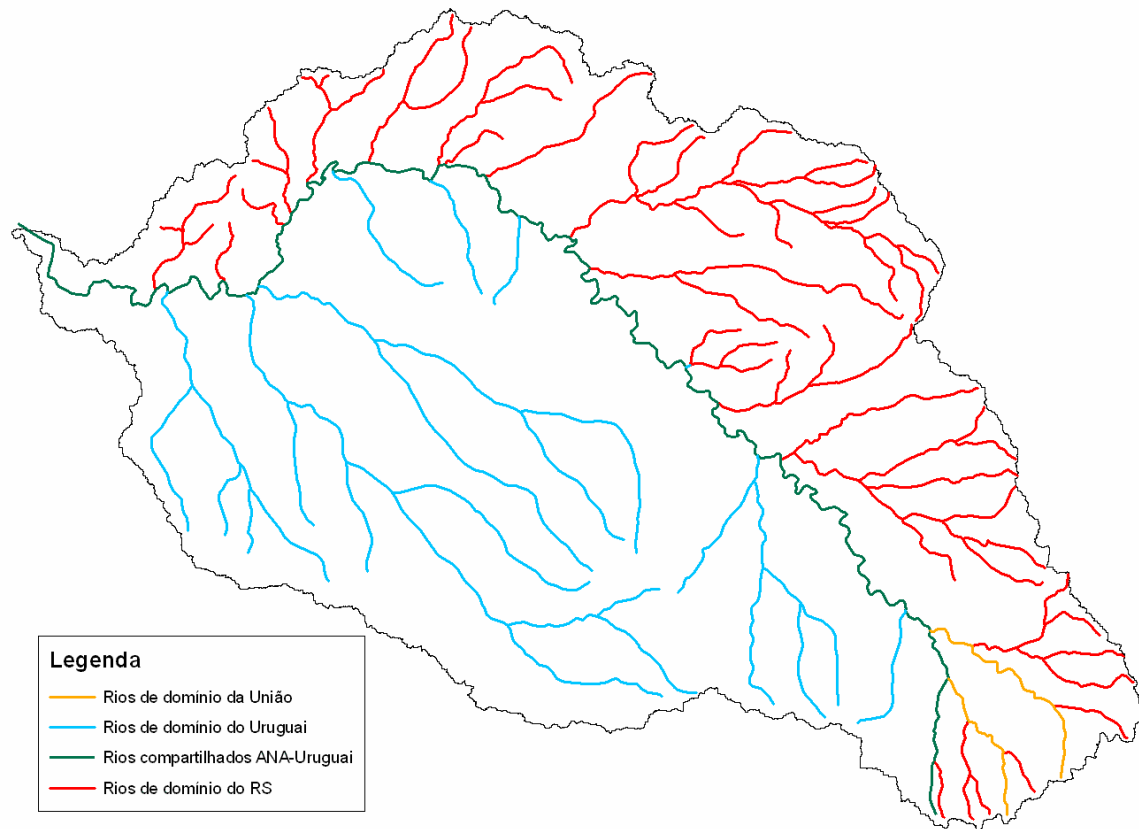 Legenda
Rios de domínio da União
Rios de domínio do Uruguai
Rios compartilhados ANA-Uruguai
Rios de domínio do RS